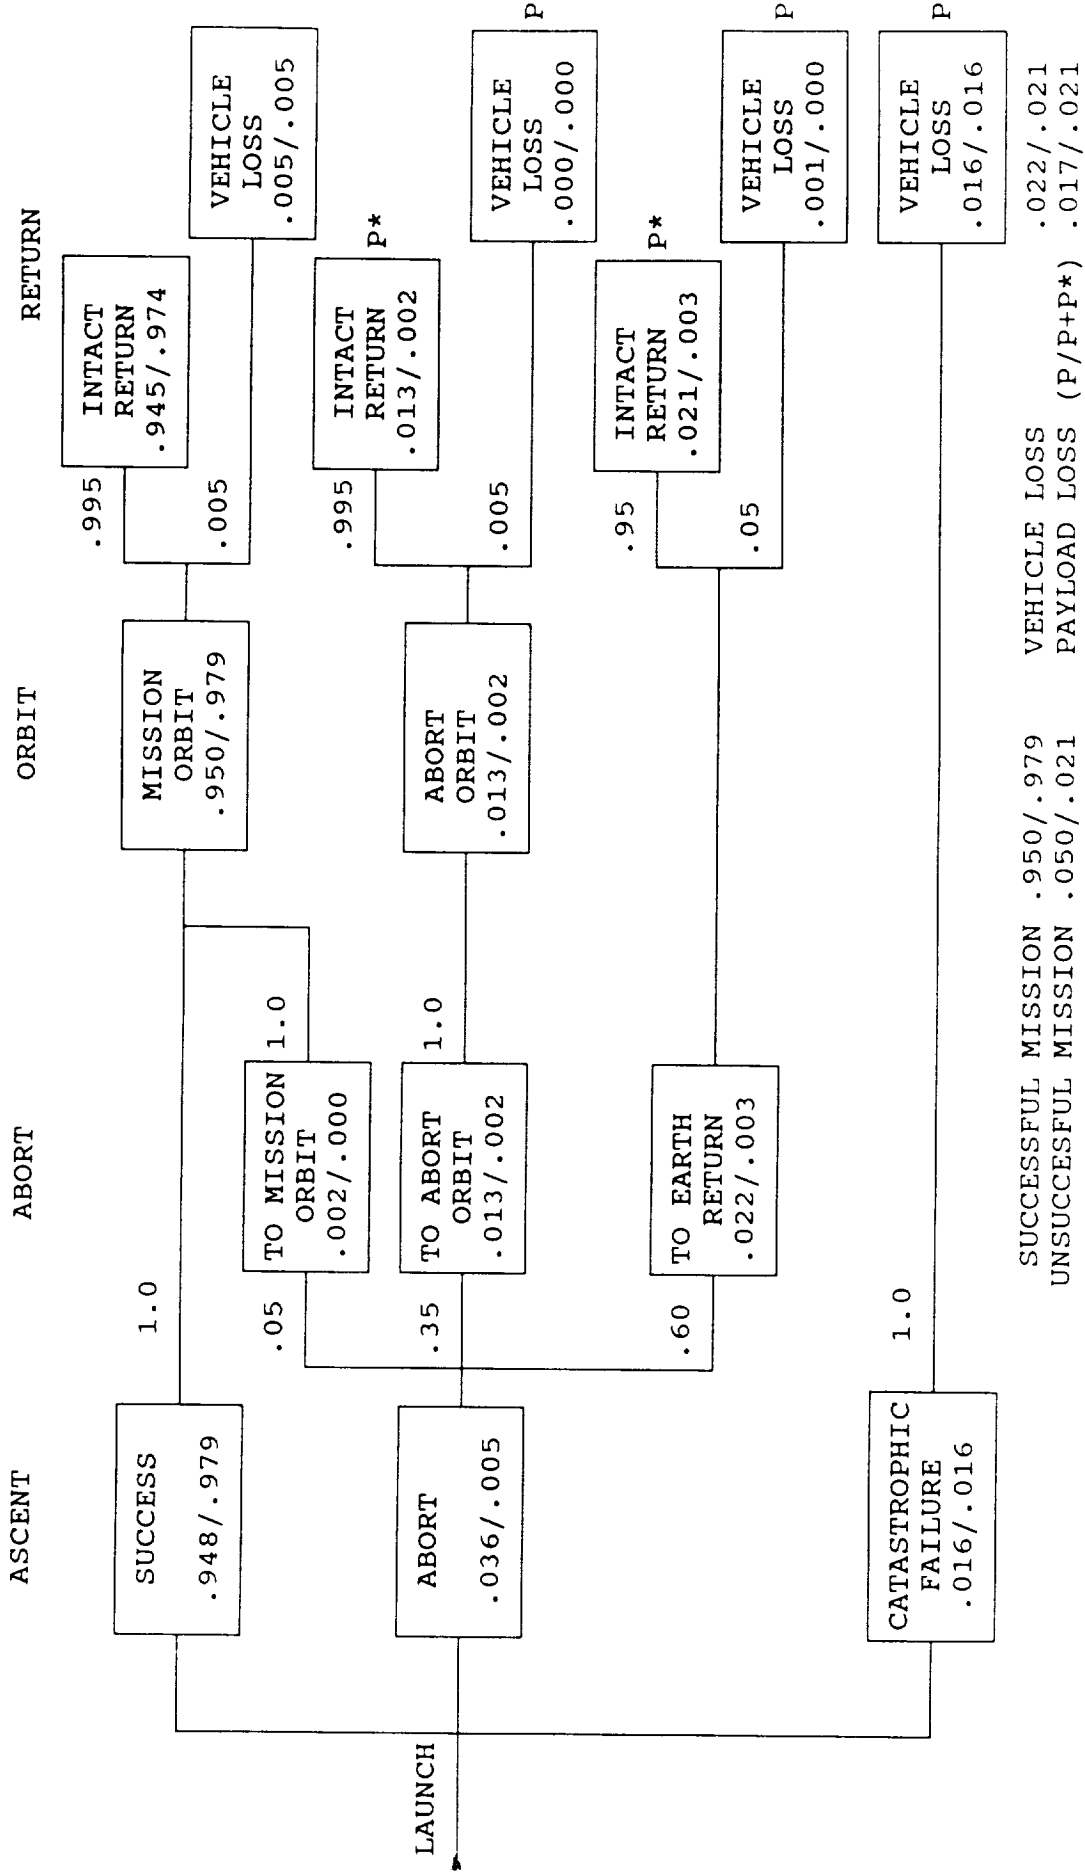 ASCENT
ABORT
ORBIT
RETURN
LAUNCH
SUCCESS
.948/.979
1.0
MISSION
ORBIT
.950/.979
.995
INTACT
RETURN
.945/.974
.005
VEHICLE
LOSS
.005/.005
.05
TO MISSION
ORBIT
.002/.000
1.0
ABORT
.036/.005
.35
TO ABORT
ORBIT
.013/.002
1.0
ABORT
ORBIT
.013/.002
.995
INTACT
RETURN
.013/.002
P*
.005
VEHICLE
LOSS
.000/.000
P
.60
TO EARTH
RETURN
.022/.003
.95
INTACT
RETURN
.021/.003
P*
.05
VEHICLE
LOSS
.001/.000
P
CATASTROPHIC
FAILURE
.016/.016
1.0
VEHICLE
LOSS
.016/.016
P
SUCCESSFUL MISSION .950/.979 VEHICLE LOSS .022/.021
UNSUCCESFUL MISSION .050/.021 PAYLOAD LOSS (P/P+P*) .017/.021